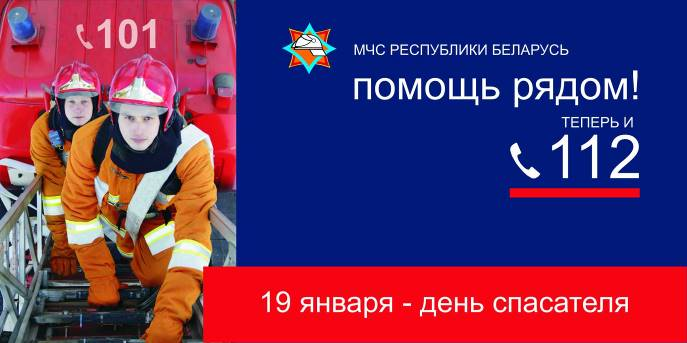 101
МЧС РЕСПУБЛИКИ БЕЛАРУСЬ
помощь рядом!
ТЕПЕРЬ И
112
19 января - день спасателя